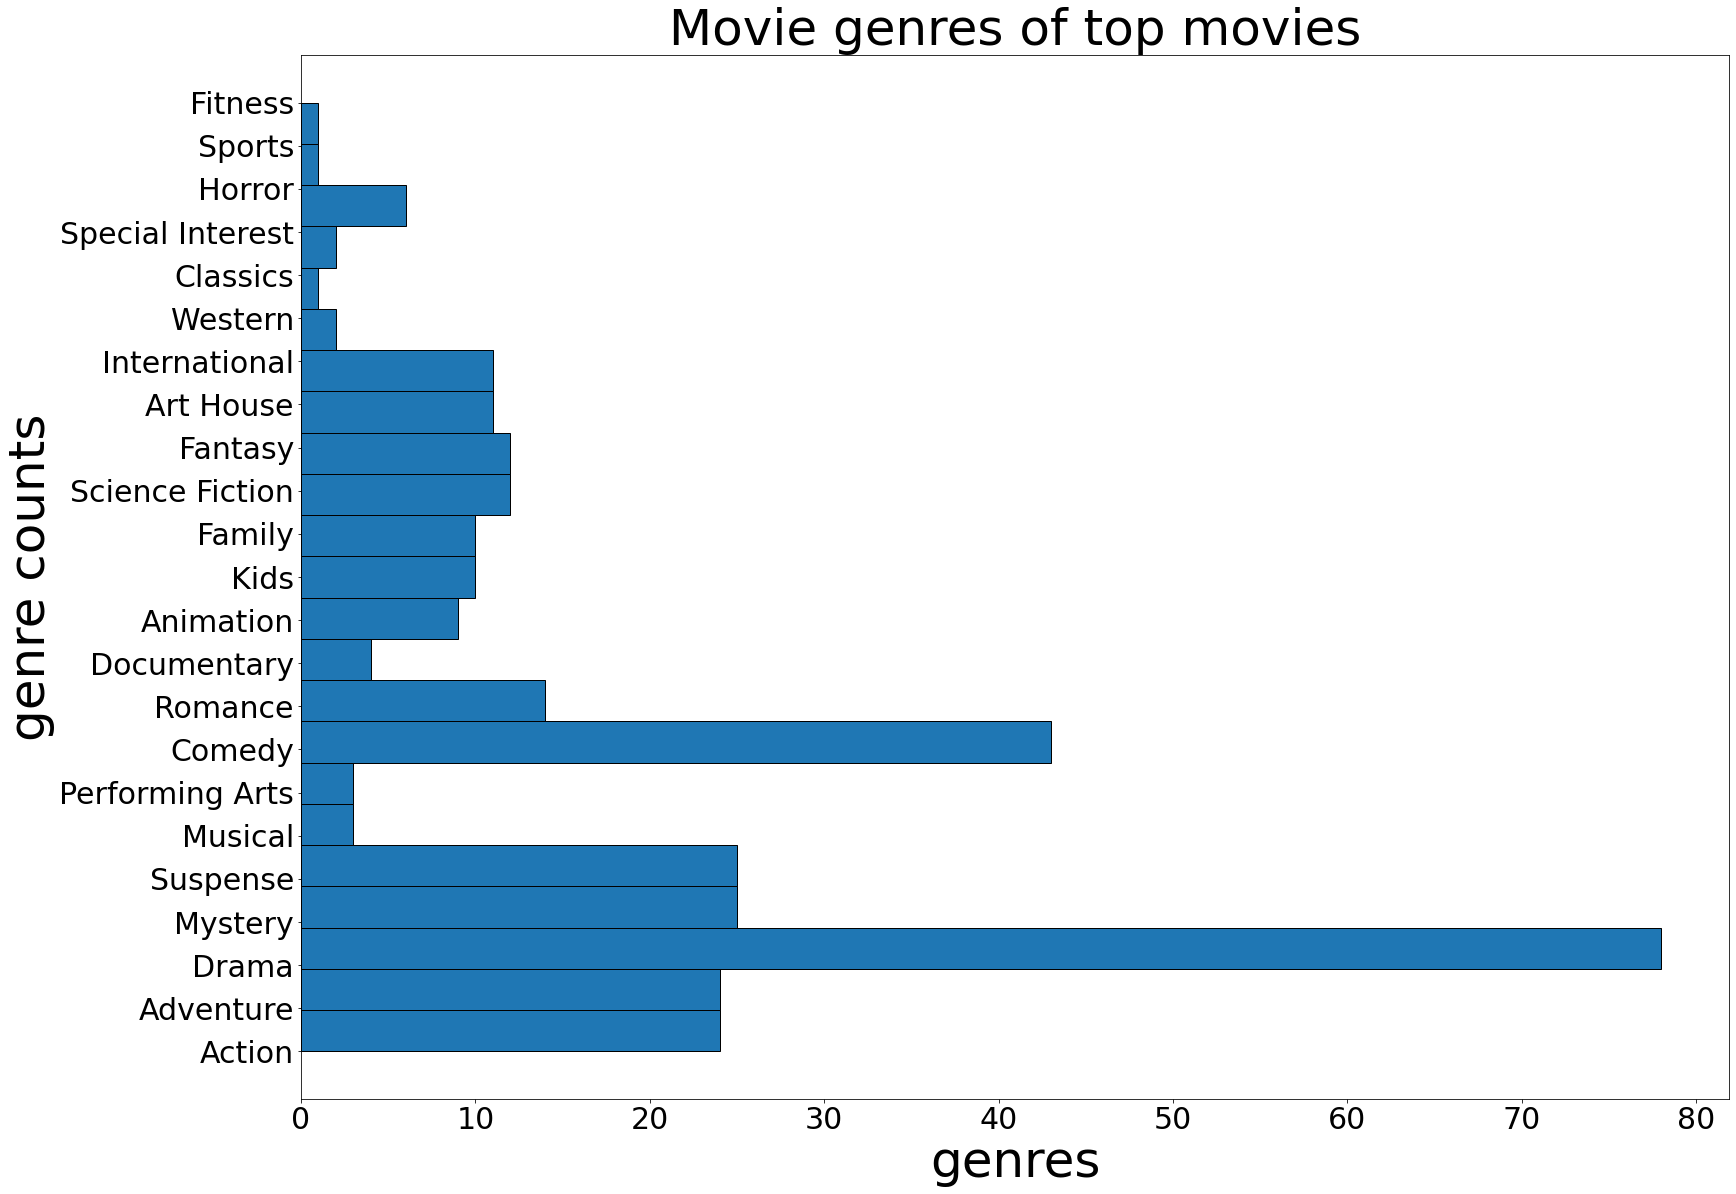 Movie genres of top movies
Fitness
Sports
Horror
Special Interest
Classics
Western
International
Art House
Fantasy
Science Fiction
Family
Kids
Animation
Documentary
Romance
Comedy
Performing Arts
Musical
Suspense
Mystery
Drama
Adventure
Action
genre counts
0 10 20 30 40 50 60 70 80
genres